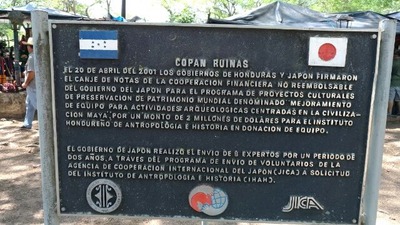 COPAN RUINAS
EL 20 DE ABRIL DEL 2001 LOS GOBIERNOS DE HONDURAS Y JAPON FIRMARON
EL CANJE DE NOTAS DE LA COOPERACION FINANCIERA NO REEMBOLSABLE
DEL GOBIERNO DEL JAPON PARA EL PROGRAMA DE PROYECTOS CULTURALES
DE PRESERVACION DE PATRIMONIO MUNDIAL DENOMINADO "MEJORAMIENTO
DE EQUIPO PARA ACTIVIDADES ARQUEOLOGICAS CENTRADAS EN LA CIVILIZA-
CION MAYA", POR UN MONTO DE 2 MILLONES DE DOLARES PARA EL INSTITUTO
HONDUREÑO DE ANTROPOLOGIA E HISTORIA EN DONACION DE EQUIPO.
EL GOBIERNO DE JAPON REALIZO EL ENVIO DE 8 EXPERTOS POR UN PERIODO DE
DOS AÑOS, A TRAVES DEL PROGRAMA DE ENVIO DE VOLUNTARIOS DE LA
AGENCIA DE COOPERACION INTERNACIONAL DEL JAPON (JICA) A SOLICITUD
DEL INSTITUTO DE ANTROPOLOGIA E HISTORIA (IHAH).
JICA